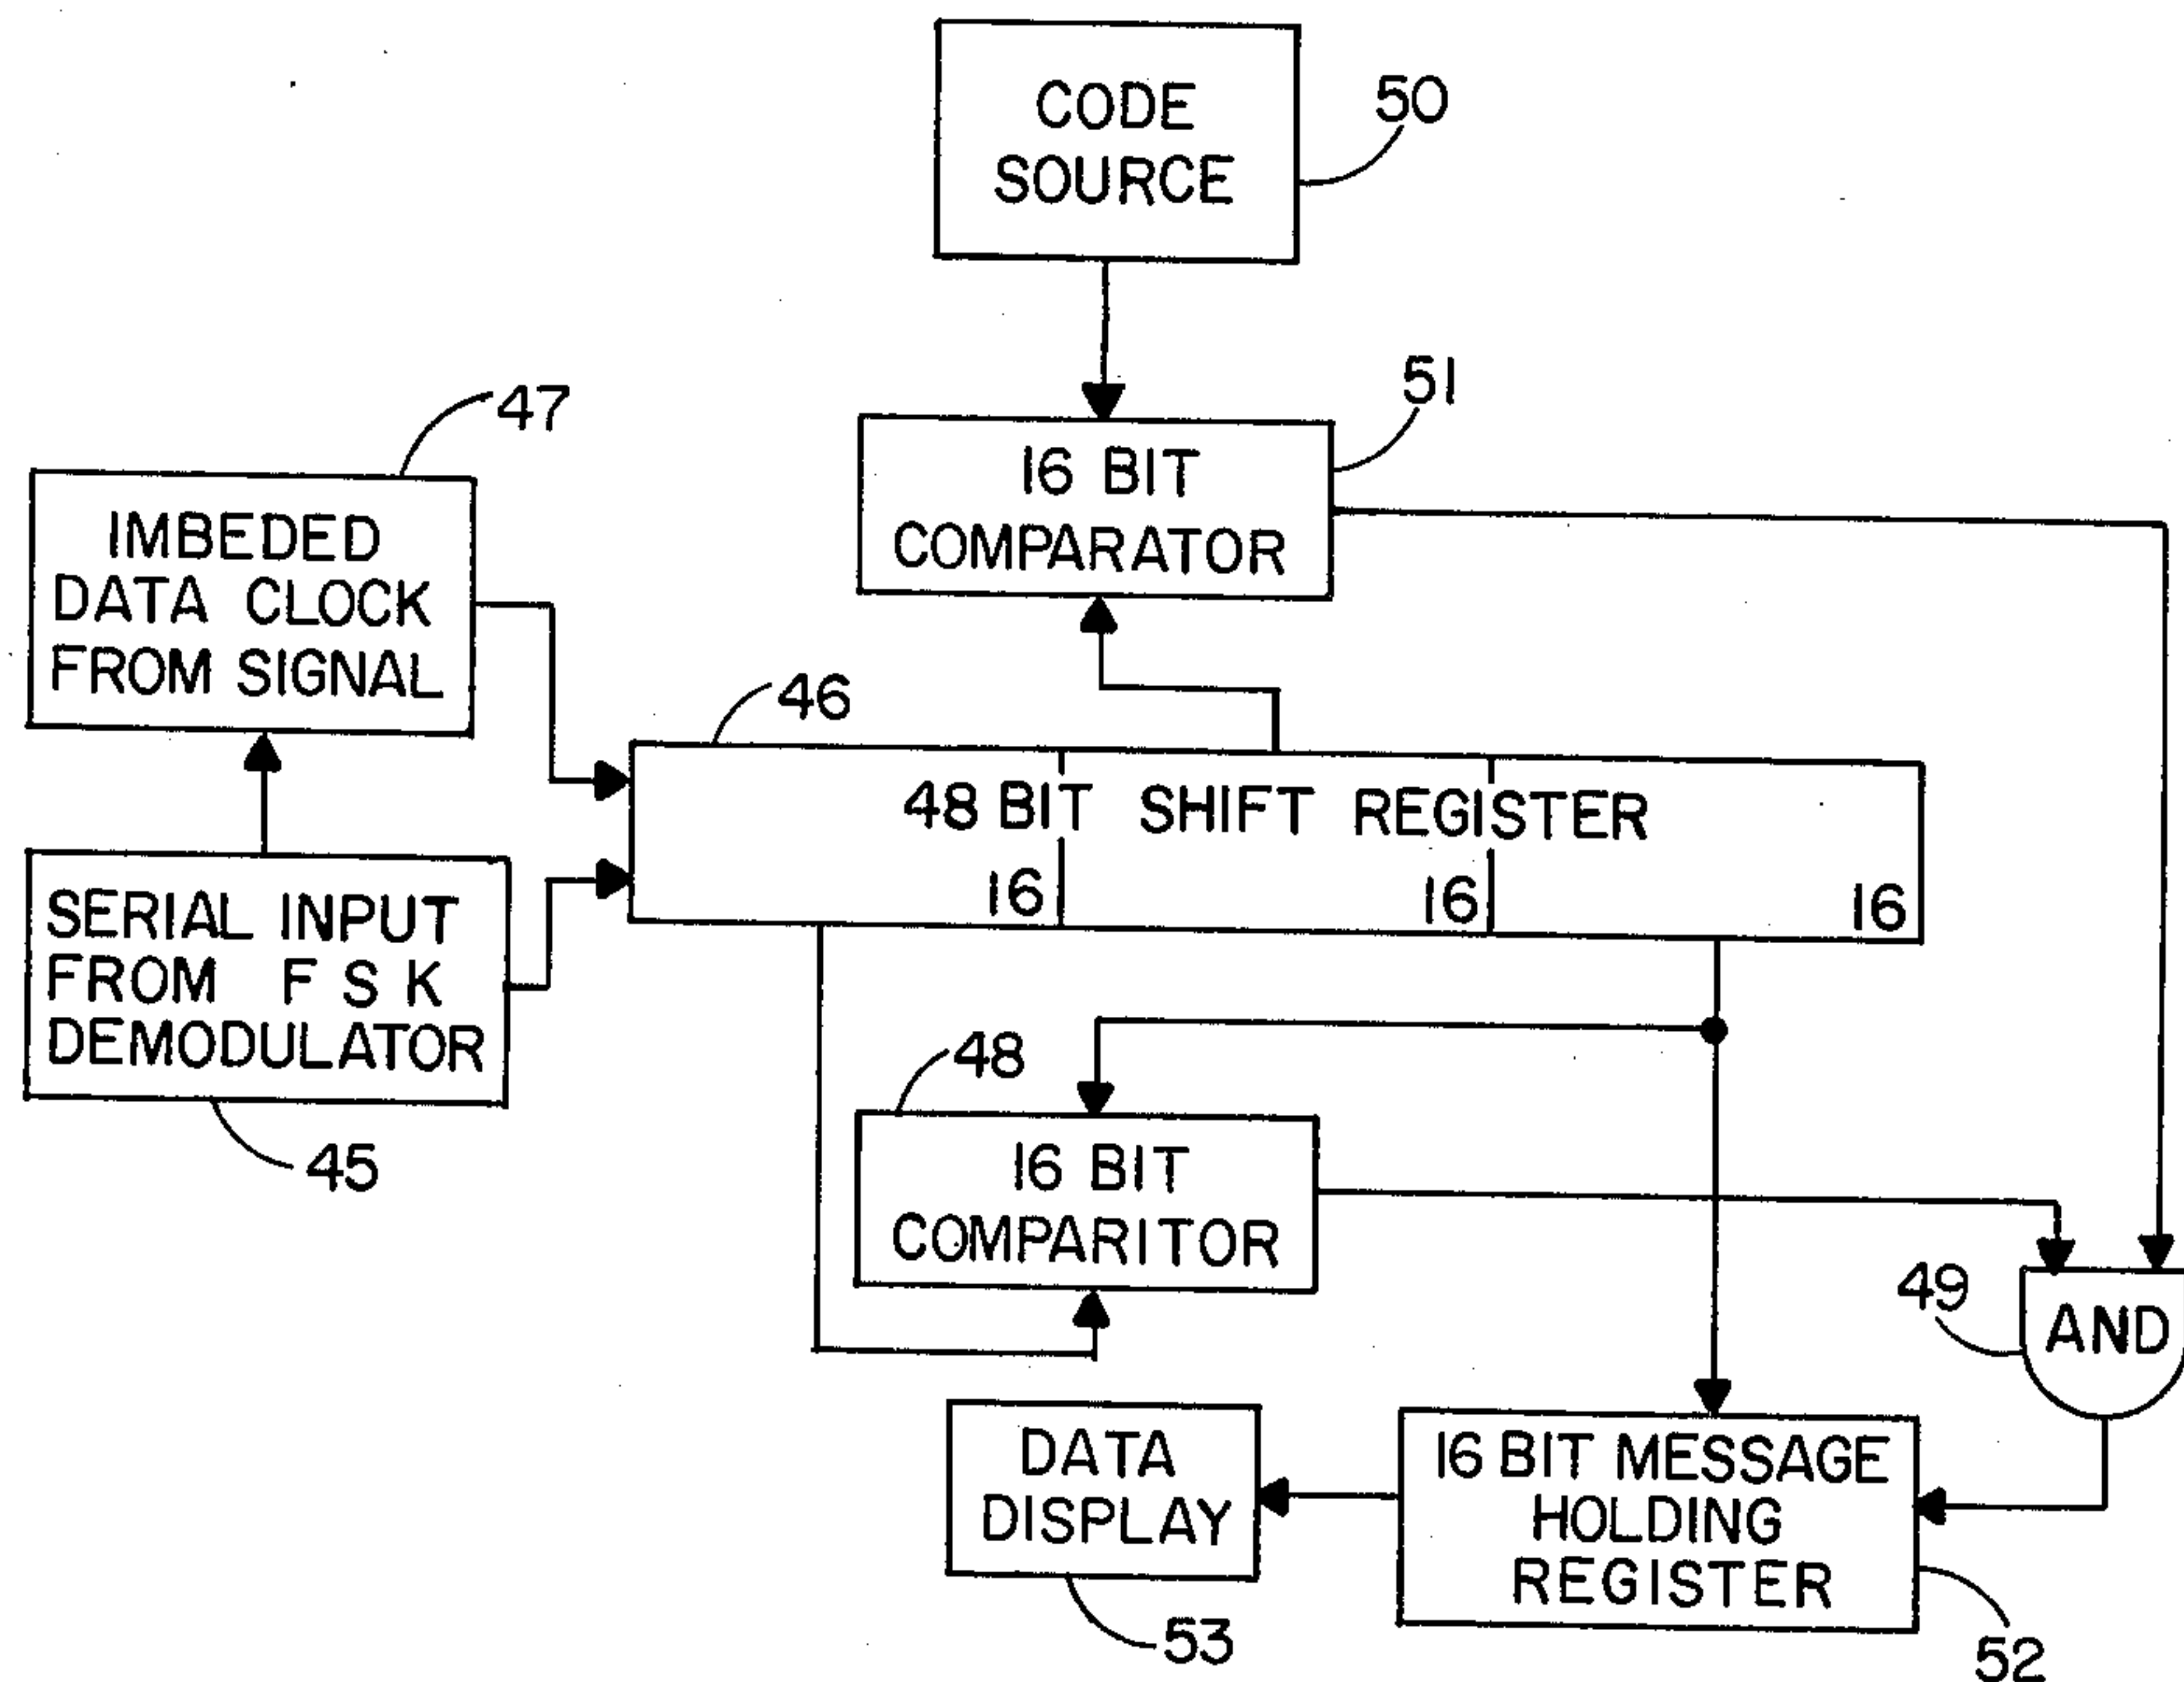 CODE
SOURCE
50
16 BIT
COMPARATOR
51
47
IMBEDED
DATA CLOCK
FROM SIGNAL
46
48 BIT SHIFT REGISTER
16 16 16
SERIAL INPUT
FROM F S K
DEMODULATOR
45
48
16 BIT
COMPARITOR
49
AND
DATA
DISPLAY
53
16 BIT MESSAGE
HOLDING
REGISTER
52